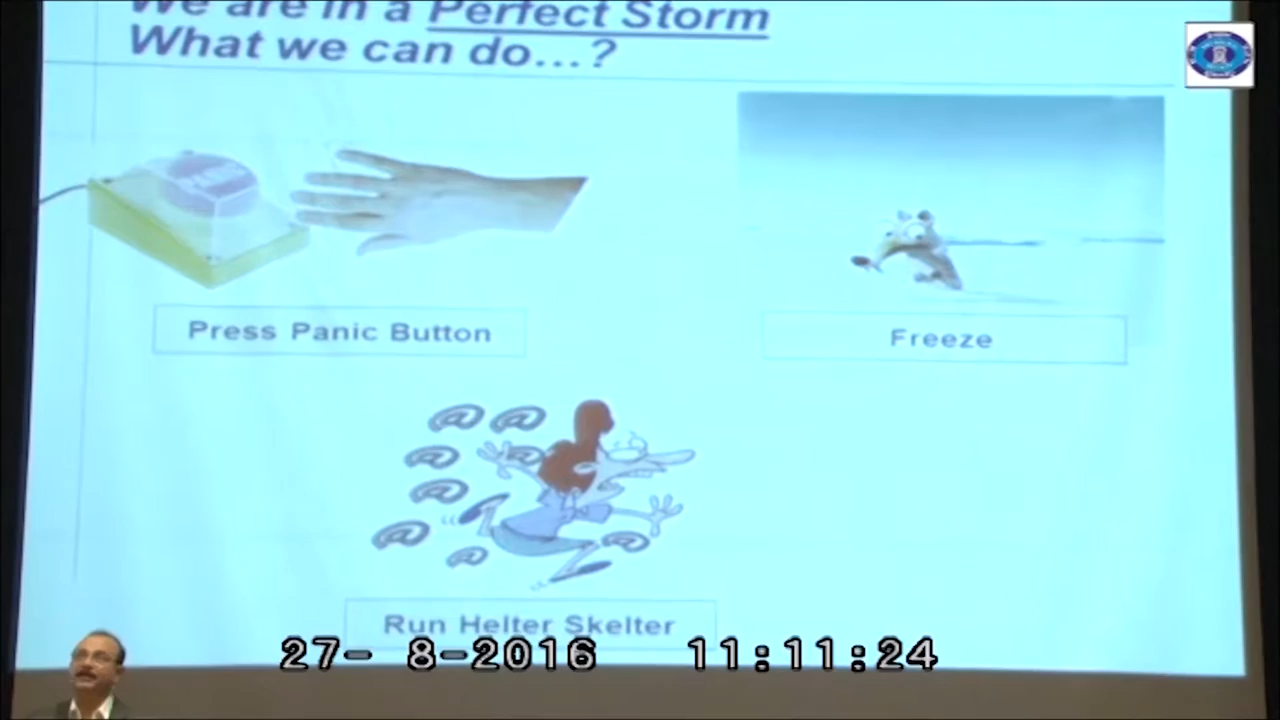 We are in a Perfect Storm
What we can do...?
Press Panic Button
Freeze
@ @
@ @
@
@ @
@
Run Helter Skelter
27- 8-2016 11:11:24